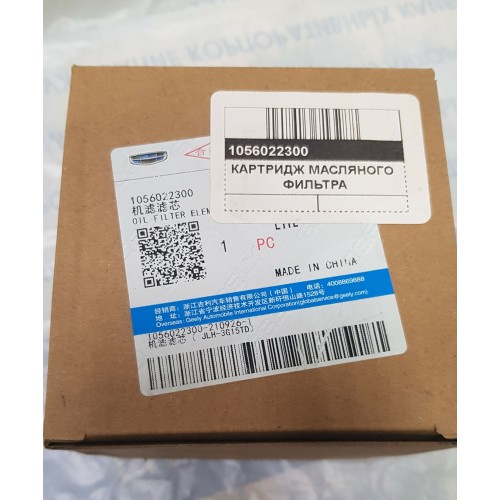 1056022300
КАРТРИДЖ МАСЛЯНОГО
ФИЛЬТРА
1056022300
机滤滤芯
OIL FILTER
1 PC
MADE IN CHINA
经销商: 浙江吉利汽车销售有限公司(中国) 电话: 4008869888
地 址: 浙江省宁波经济技术开发区新矸恒山路1528号
Overseas: Geely Automobile International Corporation(globalservice@geely.com)
1056022300-210926-1
机滤滤芯 ( JLH-3G15TD)